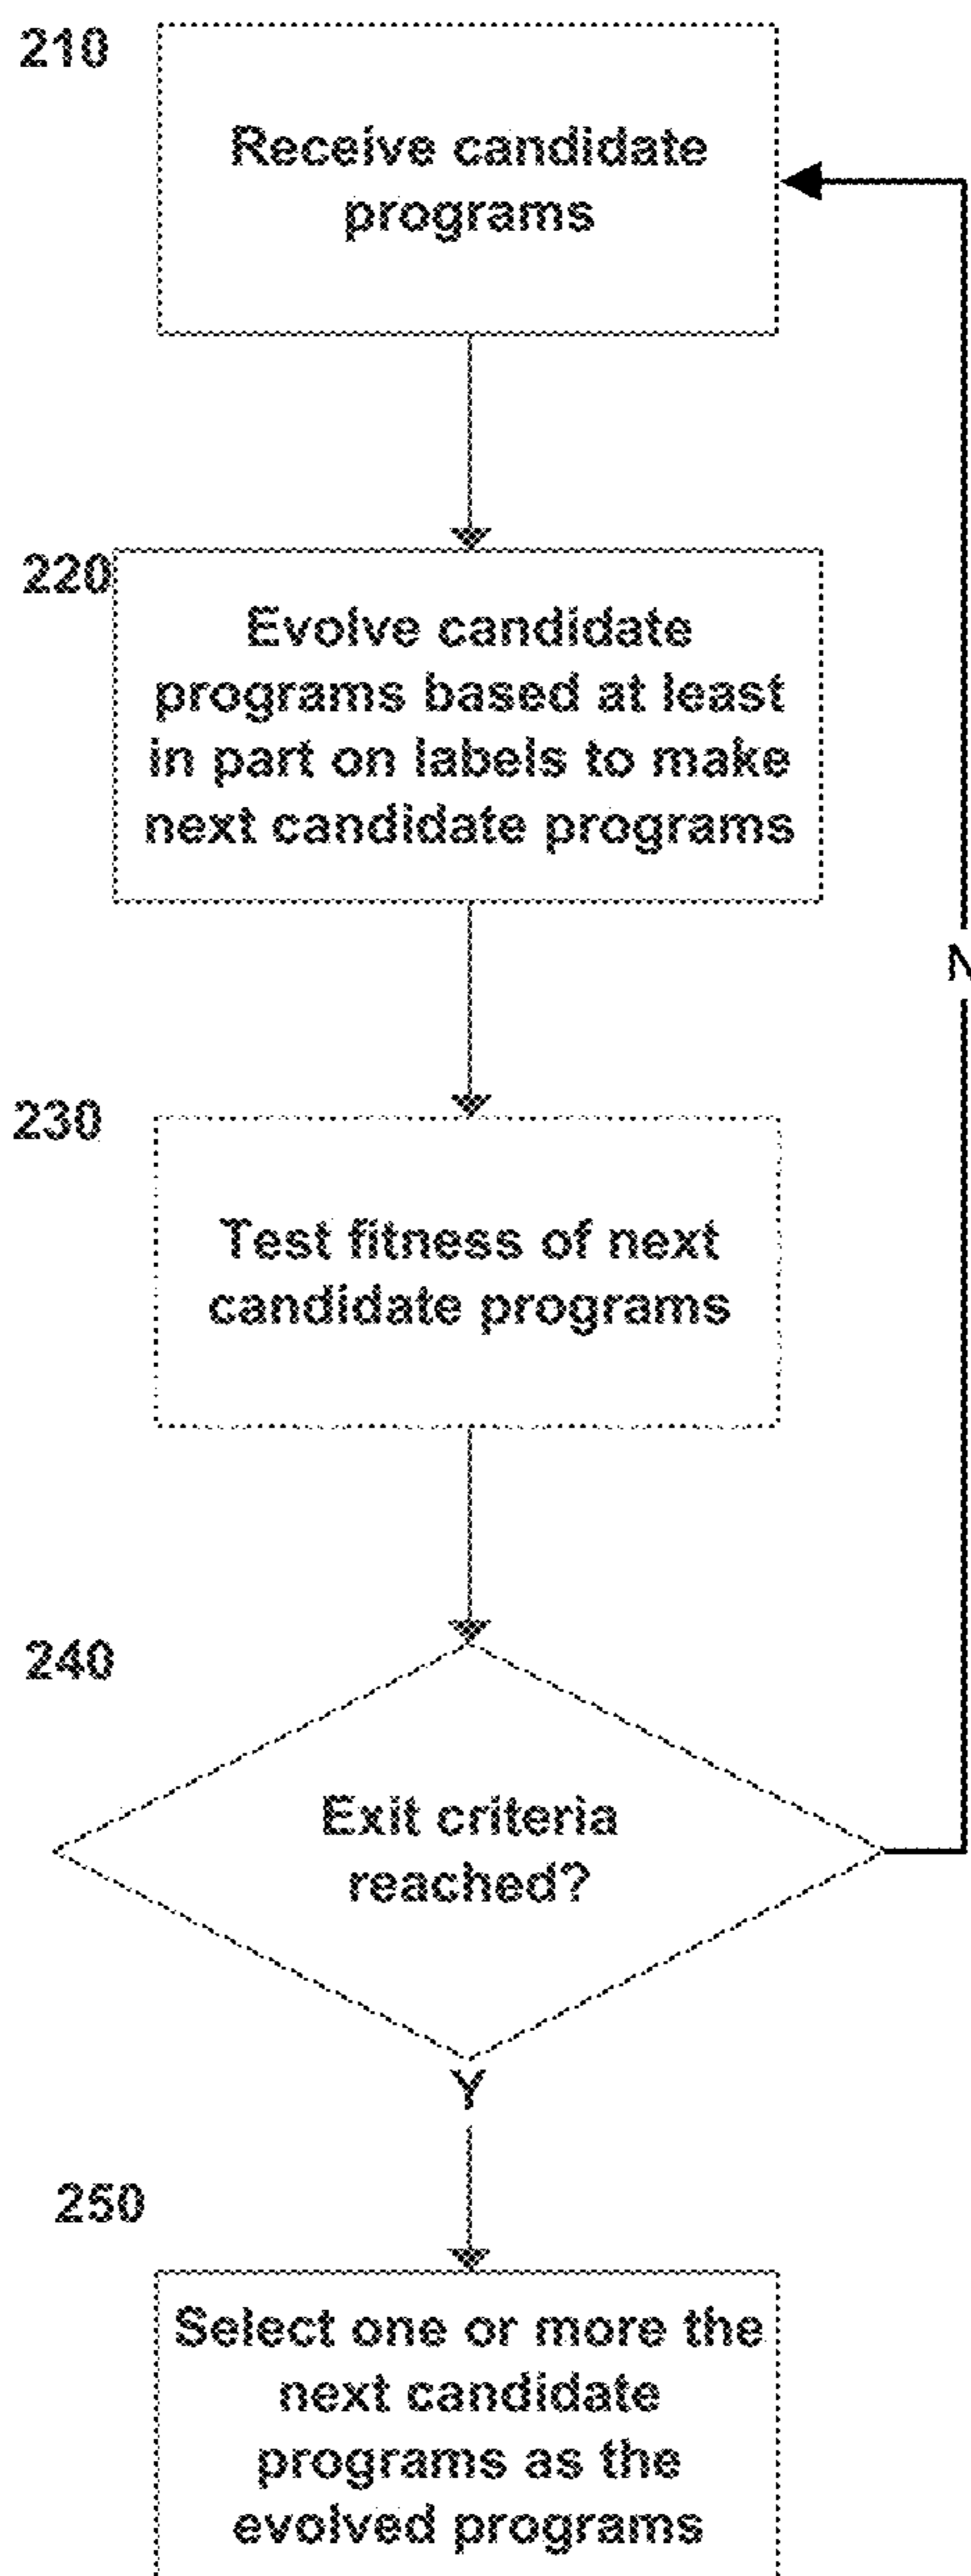 210
Receive candidate
programs
220
Evolve candidate
programs based at least
in part on labels to make
next candidate programs
N
230
Test fitness of next
candidate programs
240
Exit criteria
reached?
Y
250
Select one or more the
next candidate
programs as the
evolved programs